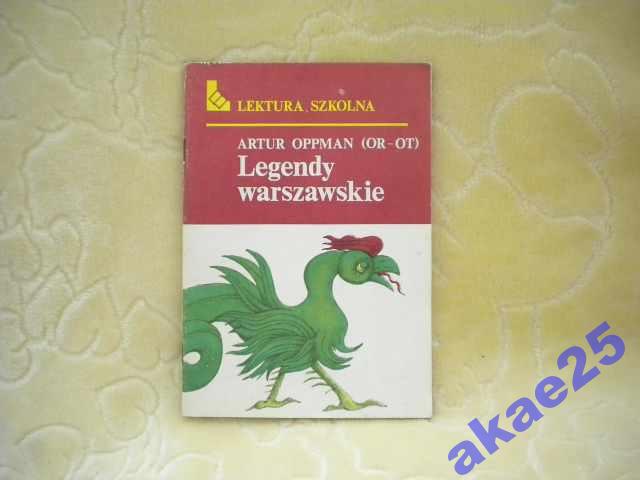 LEKTURA SZKOLNA
ARTUR OPPMAN (OR-OT)
Legendy
warszawskie
akae25